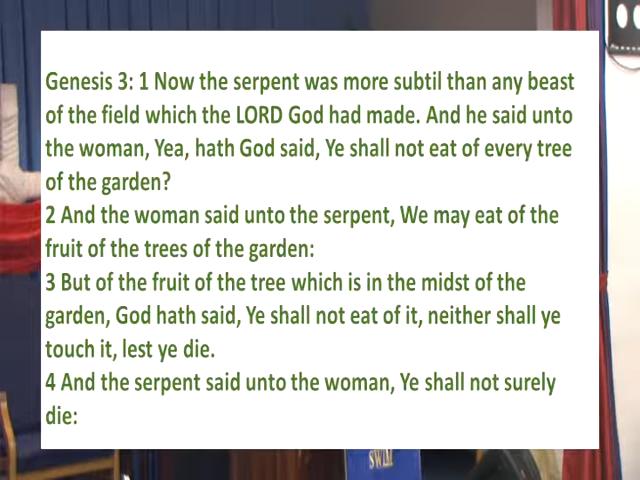 Genesis 3: 1 Now the serpent was more subtil than any beast
of the field which the LORD God had made. And he said unto
the woman, Yea, hath God said, Ye shall not eat of every tree
of the garden?
2 And the woman said unto the serpent, We may eat of the
fruit of the trees of the garden:
3 But of the fruit of the tree which is in the midst of the
garden, God hath said, Ye shall not eat of it, neither shall ye
touch it, lest ye die.
4 And the serpent said unto the woman, Ye shall not surely
die: